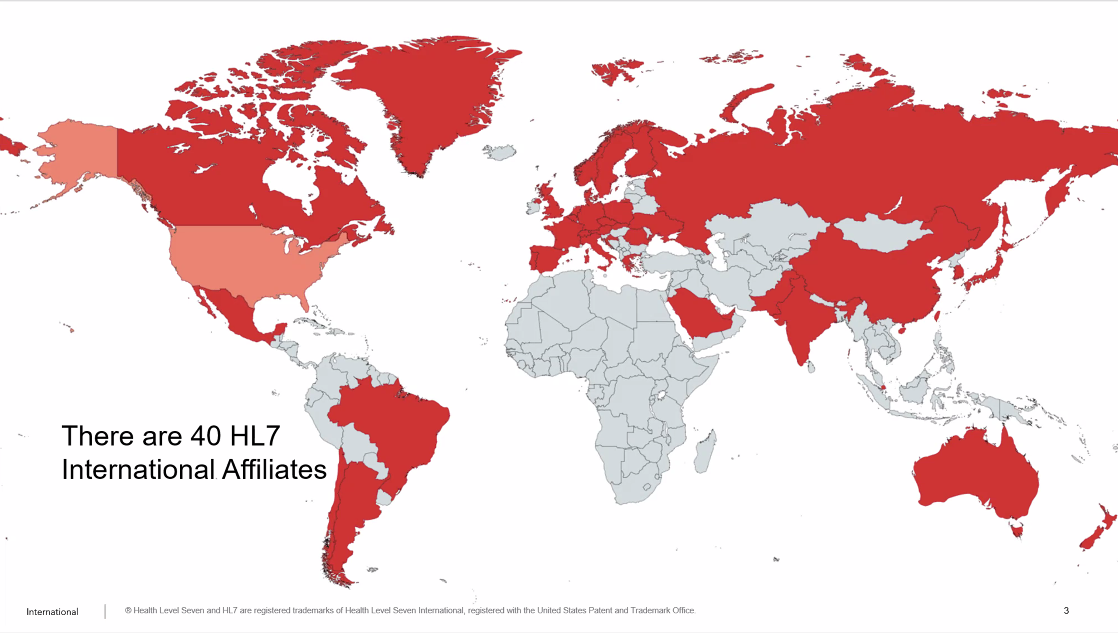 There are 40 HL7
International Affiliates
International
® Health Level Seven and HL7 are registered trademarks of Health Level Seven International, registered with the United States Patent and Trademark Office
3